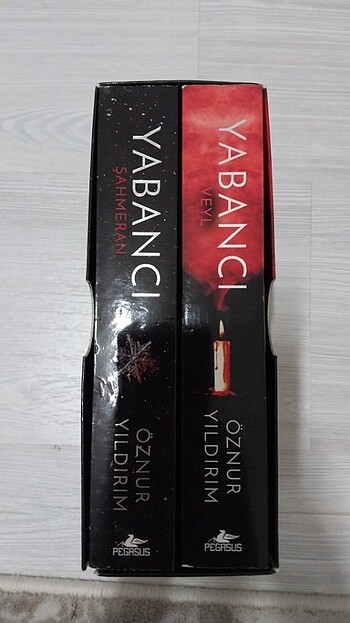 YABANCI
ŞAHMERAN
ÖZNUR
YILDIRIM
PEGASUS
YABANCI
VEYL
ÖZNUR
YILDIRIM
PEGASUS